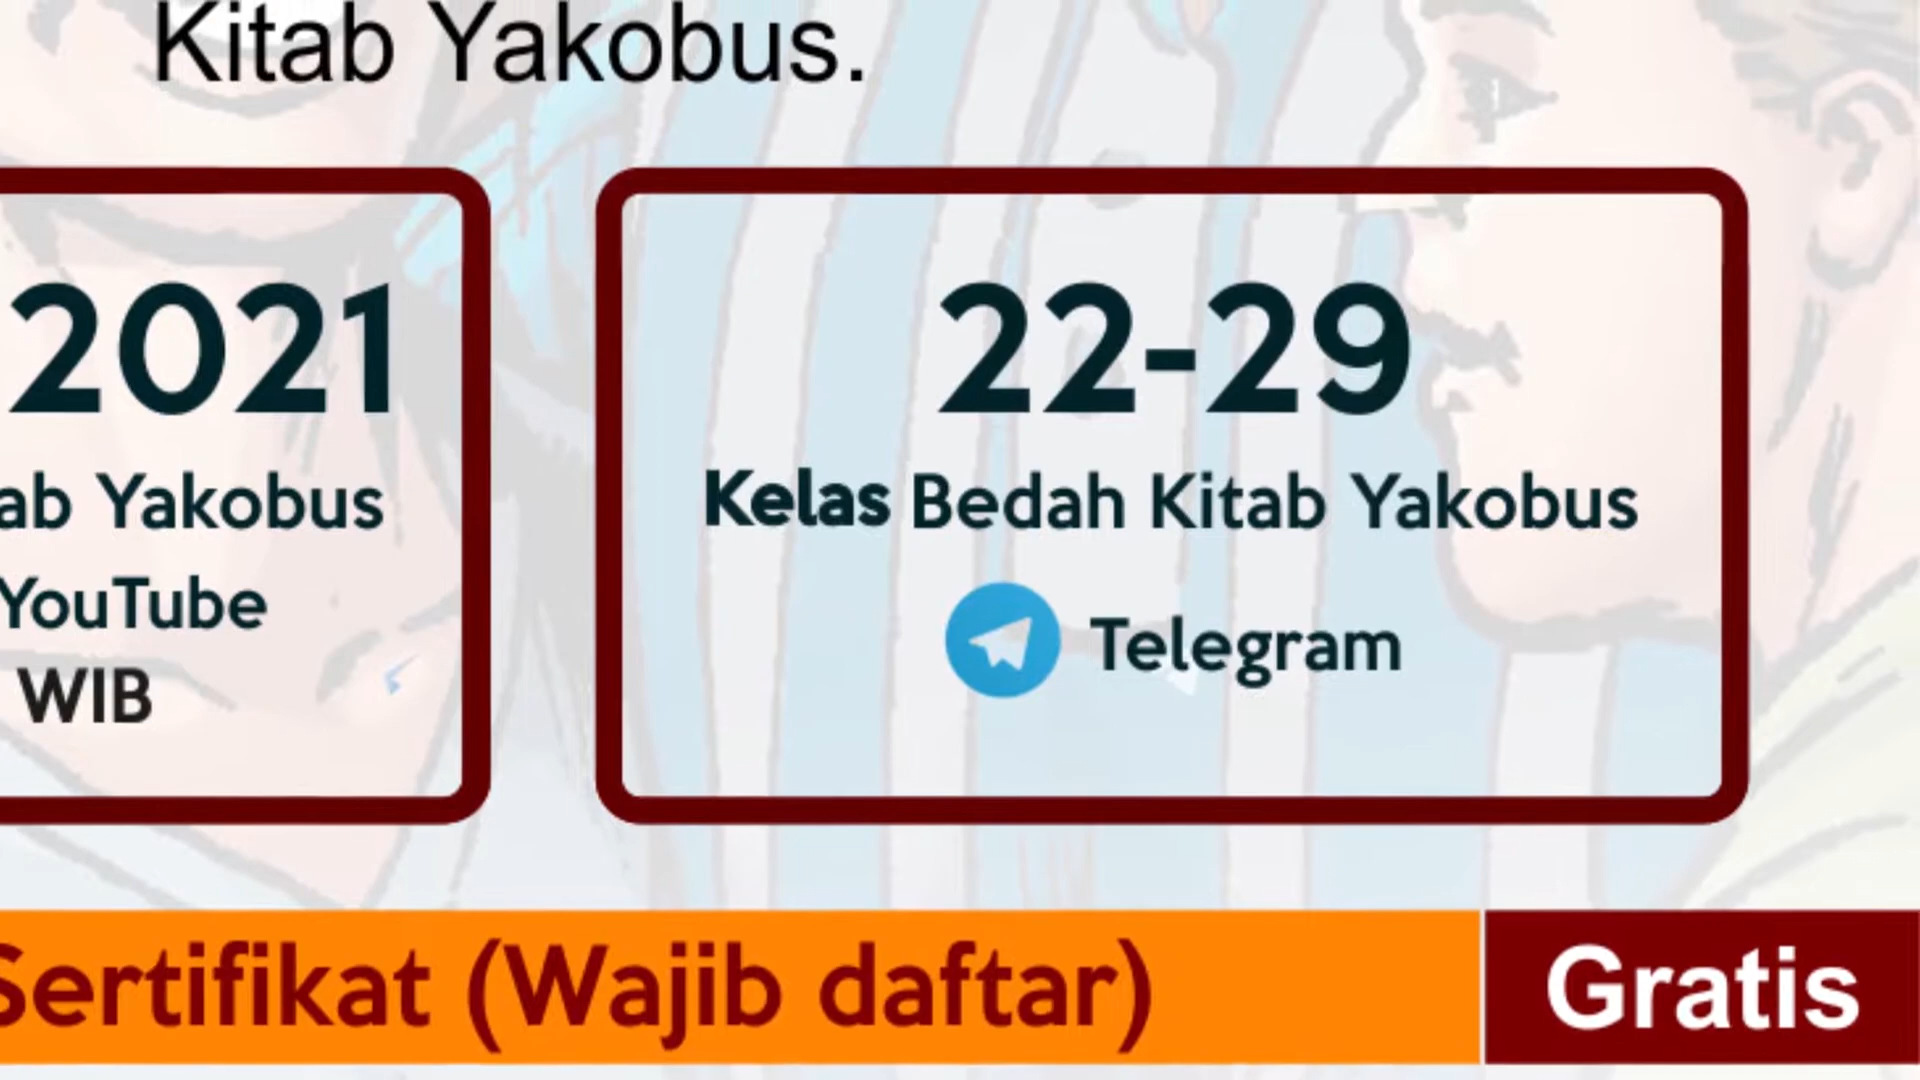 Kitab Yakobus.
2021
ab Yakobus
YouTube
WIB
22-29
Kelas Bedah Kitab Yakobus
Telegram
Sertifikat (Wajib daftar)
Gratis